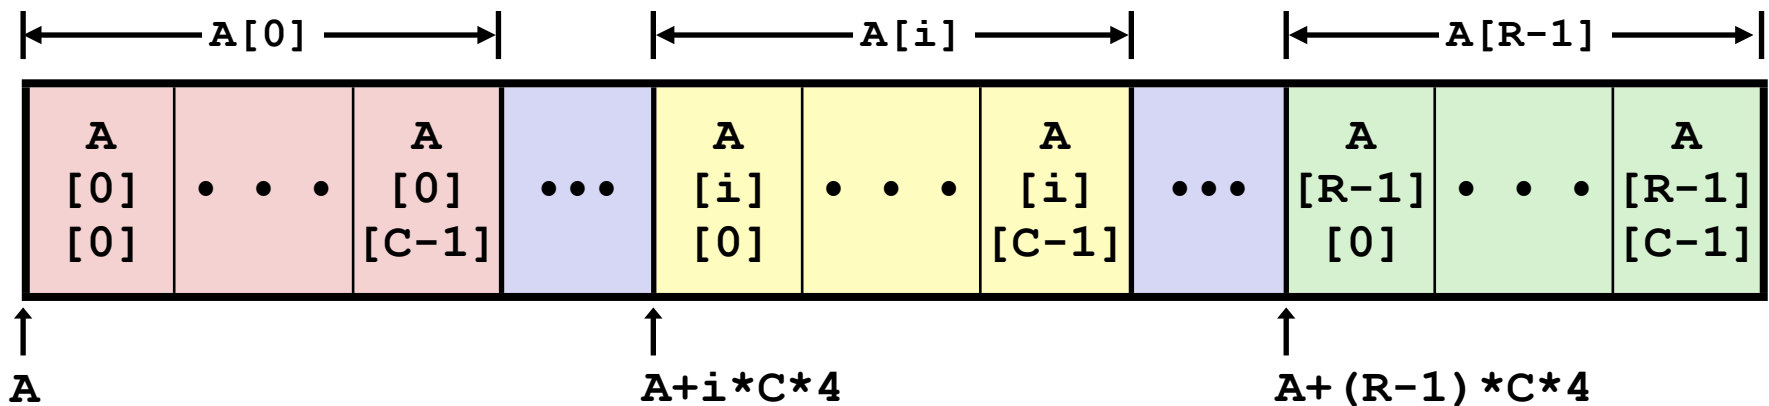 A[0] A[i] A[R-1]
A A A A A A
[0] • • • [0] ••• [i] • • • [i] ••• [R-1] • • • [R-1]
[0] [C-1] [0] [C-1] [0] [C-1]
A A+i*C*4 A+(R-1)*C*4